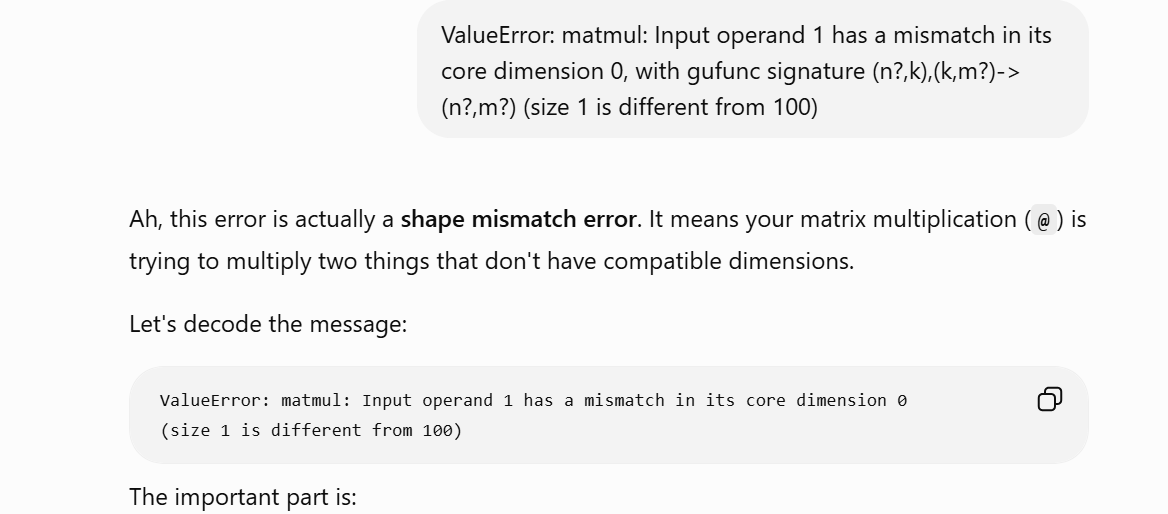 ValueError: matmul: Input operand 1 has a mismatch in its
core dimension 0, with gufunc signature (n?,k),(k,m?)->
(n?,m?) (size 1 is different from 100)
Ah, this error is actually a shape mismatch error. It means your matrix multiplication ( @ ) is
trying to multiply two things that don't have compatible dimensions.
Let's decode the message:
ValueError: matmul: Input operand 1 has a mismatch in its core dimension 0
(size 1 is different from 100)
The important part is: